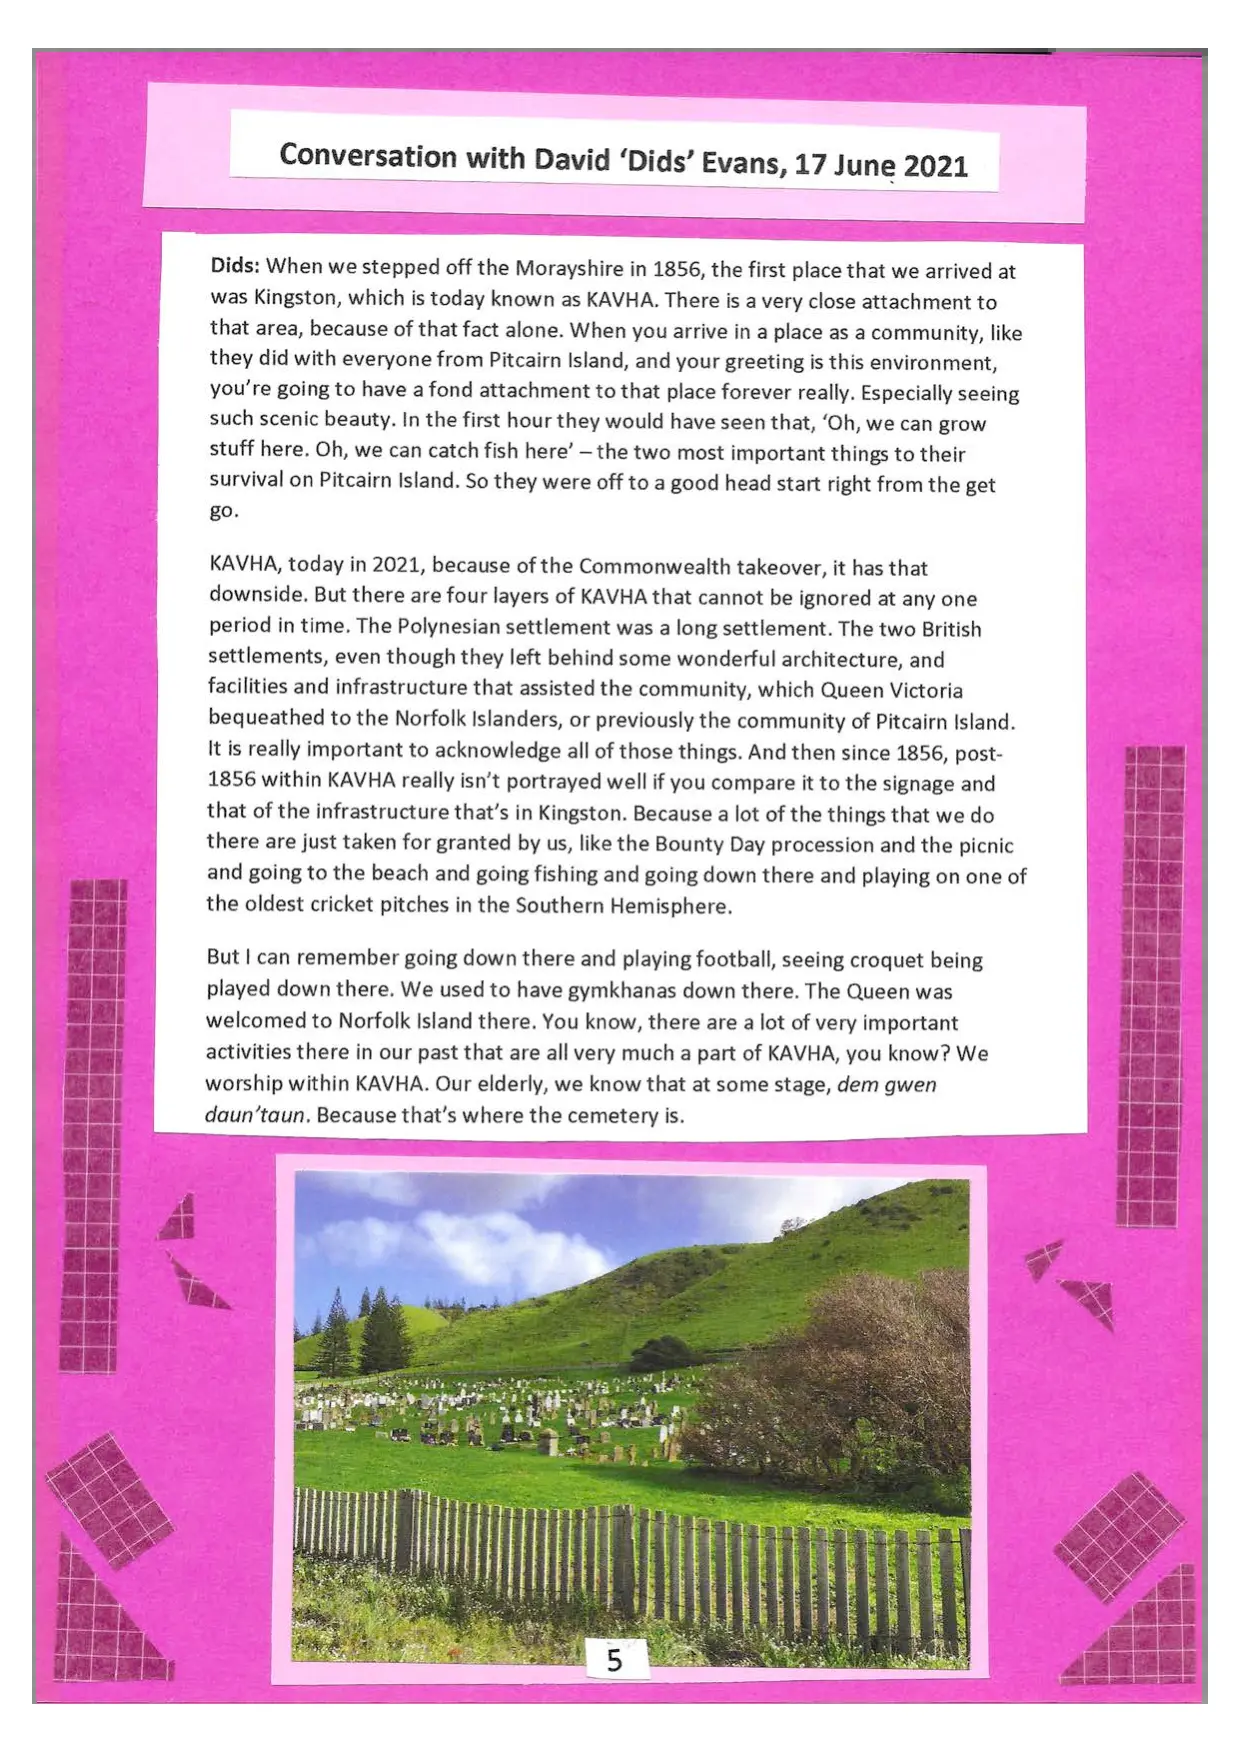 Conversation with David ‘Dids’ Evans, 17 June 2021
Dids: When we stepped off the Morayshire in 1856, the first place that we arrived at
was Kingston, which is today known as KAVHA. There is a very close attachment to
that area, because of that fact alone. When you arrive in a place as a community, like
they did with everyone from Pitcairn Island, and your greeting is this environment,
you’re going to have a fond attachment to that place forever really. Especially seeing
such scenic beauty. In the first hour they would have seen that, ‘Oh, we can grow
stuff here. Oh, we can catch fish here’ – the two most important things to their
survival on Pitcairn Island. So they were off to a good head start right from the get
go.
KAVHA, today in 2021, because of the Commonwealth takeover, it has that
downside. But there are four layers of KAVHA that cannot be ignored at any one
period in time. The Polynesian settlement was a long settlement. The two British
settlements, even though they left behind some wonderful architecture, and
facilities and infrastructure that assisted the community, which Queen Victoria
bequeathed to the Norfolk Islanders, or previously the community of Pitcairn Island.
It is really important to acknowledge all of those things. And then since 1856, post-
1856 within KAVHA really isn’t portrayed well if you compare it to the signage and
that of the infrastructure that’s in Kingston. Because a lot of the things that we do
there are just taken for granted by us, like the Bounty Day procession and the picnic
and going to the beach and going fishing and going down there and playing on one of
the oldest cricket pitches in the Southern Hemisphere.
But I can remember going down there and playing football, seeing croquet being
played down there. We used to have gymkhanas down there. The Queen was
welcomed to Norfolk Island there. You know, there are a lot of very important
activities there in our past that are all very much a part of KAVHA, you know? We
worship within KAVHA. Our elderly, we know that at some stage, dem gwen
daun’taun. Because that’s where the cemetery is.
5